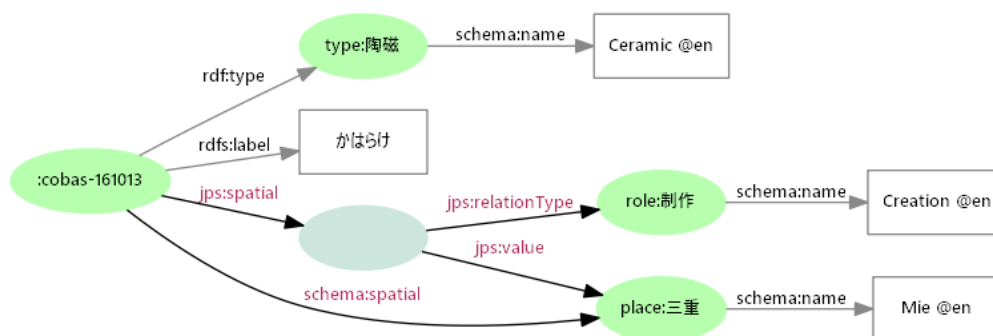 type:陶磁
schema:name
Ceramic @en
rdf:type
rdfs:label
かはらけ
:cobas-161013
jps:spatial
jps:relationType
role:制作
schema:name
Creation @en
jps:value
schema:spatial
place:三重
schema:name
Mie @en